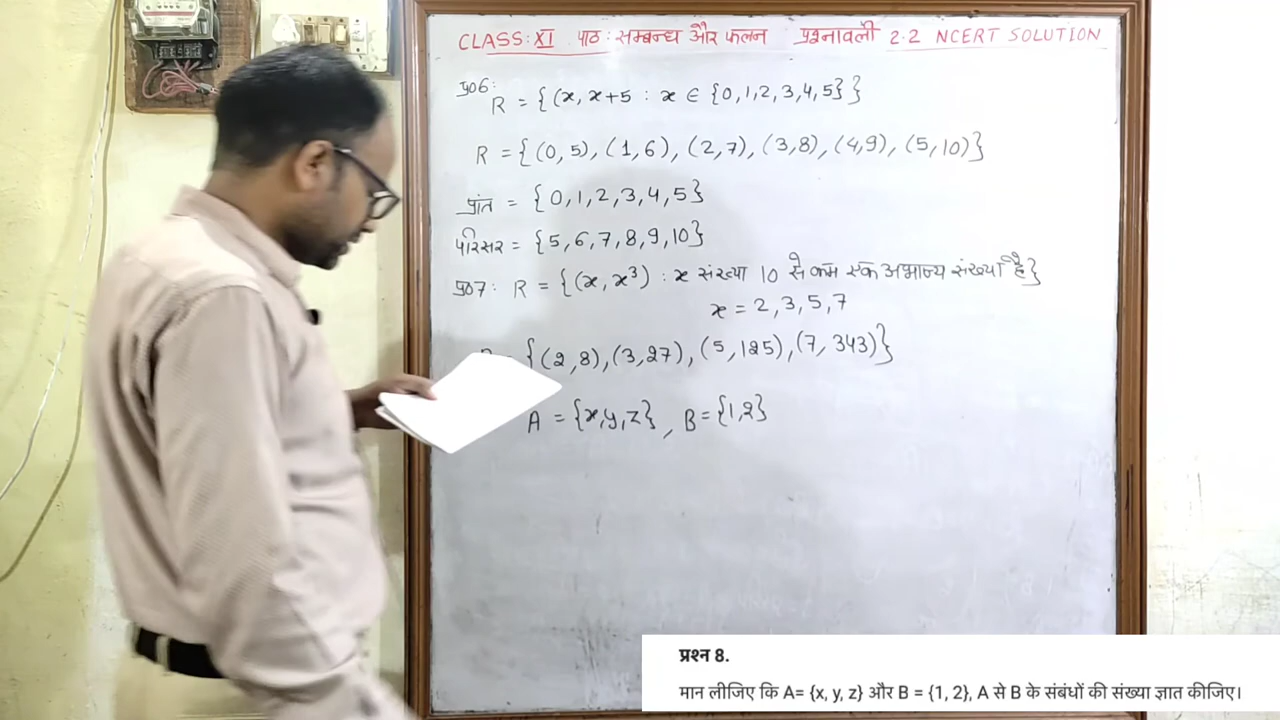 CLASS: XI पाठ: सम्बन्ध और फलन प्रश्नावली 2.2 NCERT SOLUTION
प्र06:
R = {(x, x+5 : x ∈ {0,1,2,3,4,5}}
R = {(0,5), (1,6), (2,7), (3,8), (4,9), (5,10)}
प्रांत = {0,1,2,3,4,5}
परिसर = {5,6,7,8,9,10}
प्र07: R = {(x, x³) : x संख्या 10 से कम एक अभाज्य संख्या है}
x = 2,3,5,7
{(2,8), (3,27), (5,125), (7,343)}
A = {x,y,z}, B = {1,2}
प्रश्न 8.
मान लीजिए कि A= {x, y, z} और B = {1, 2}, A से B के संबंधों की संख्या ज्ञात कीजिए।